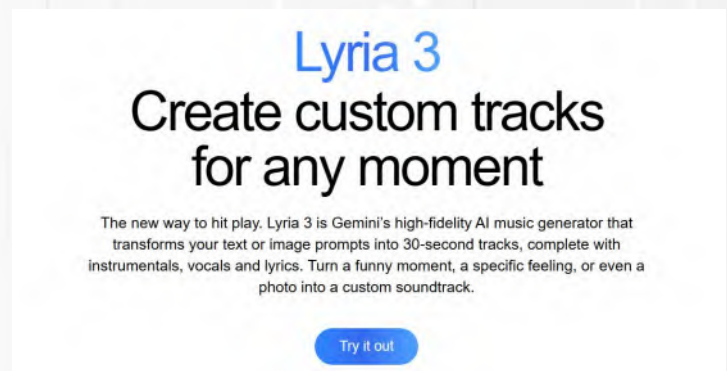 Lyria 3
Create custom tracks
for any moment
The new way to hit play. Lyria 3 is Gemini’s high-fidelity AI music generator that
transforms your text or image prompts into 30-second tracks, complete with
instrumentals, vocals and lyrics. Turn a funny moment, a specific feeling, or even a
photo into a custom soundtrack.
Try it out